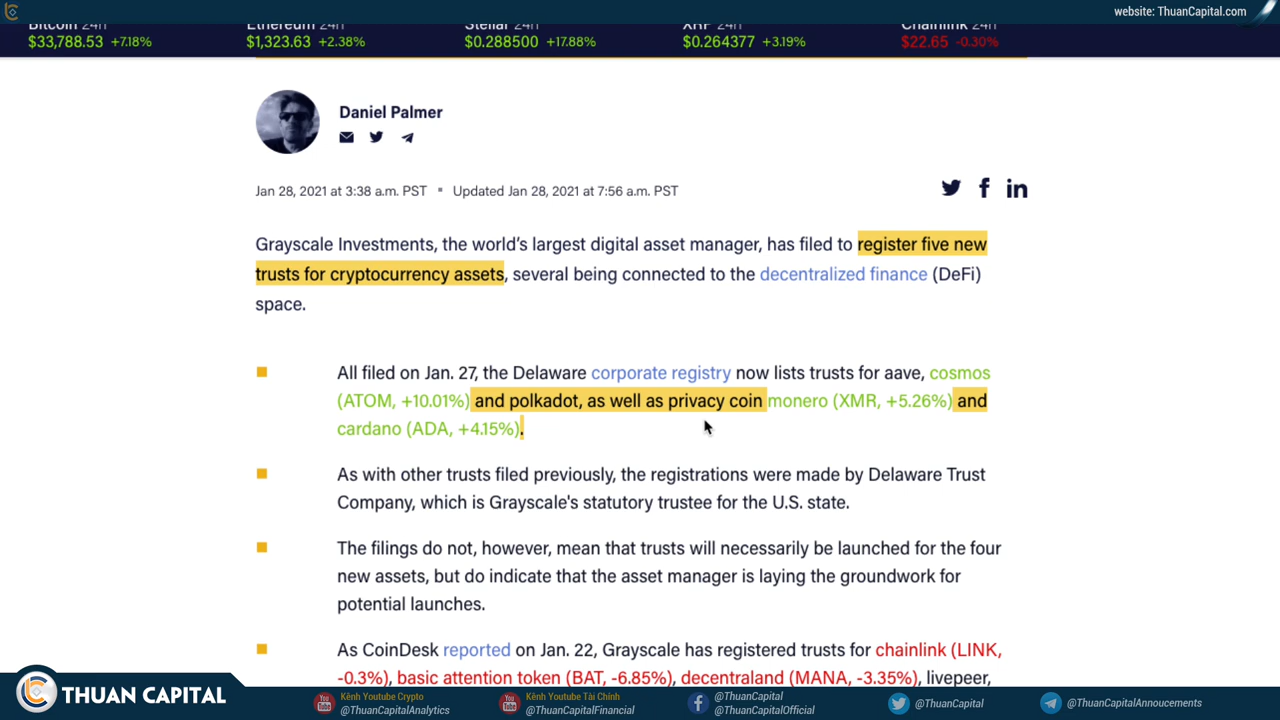 website: ThuanCapital.com
Bitcoin 24h Ethereum 24h Stellar 24h XRP 24h Chainlink 24h
$33,788.53 +7.18% $1,323.63 +2.38% $0.288500 +17.88% $0.264377 +3.19% $22.65 -0.30%
Daniel Palmer
Jan 28, 2021 at 3:38 a.m. PST ▪ Updated Jan 28, 2021 at 7:56 a.m. PST
Grayscale Investments, the world's largest digital asset manager, has filed to register five new
trusts for cryptocurrency assets, several being connected to the decentralized finance (DeFi)
space.
All filed on Jan. 27, the Delaware corporate registry now lists trusts for aave, cosmos
(ATOM, +10.01%) and polkadot, as well as privacy coin monero (XMR, +5.26%) and
cardano (ADA, +4.15%).
As with other trusts filed previously, the registrations were made by Delaware Trust
Company, which is Grayscale's statutory trustee for the U.S. state.
The filings do not, however, mean that trusts will necessarily be launched for the four
new assets, but do indicate that the asset manager is laying the groundwork for
potential launches.
As CoinDesk reported on Jan. 22, Grayscale has registered trusts for chainlink (LINK,
-0.3%), basic attention token (BAT, -6.85%), decentraland (MANA, -3.35%), livepeer,
THUAN CAPITAL
Kênh Youtube Crypto
@ThuanCapitalAnalytics
Kênh Youtube Tài Chính
@ThuanCapitalFinancial
@ThuanCapital
@ThuanCapitalOfficial
@ThuanCapital
@ThuanCapitalAnnoucements